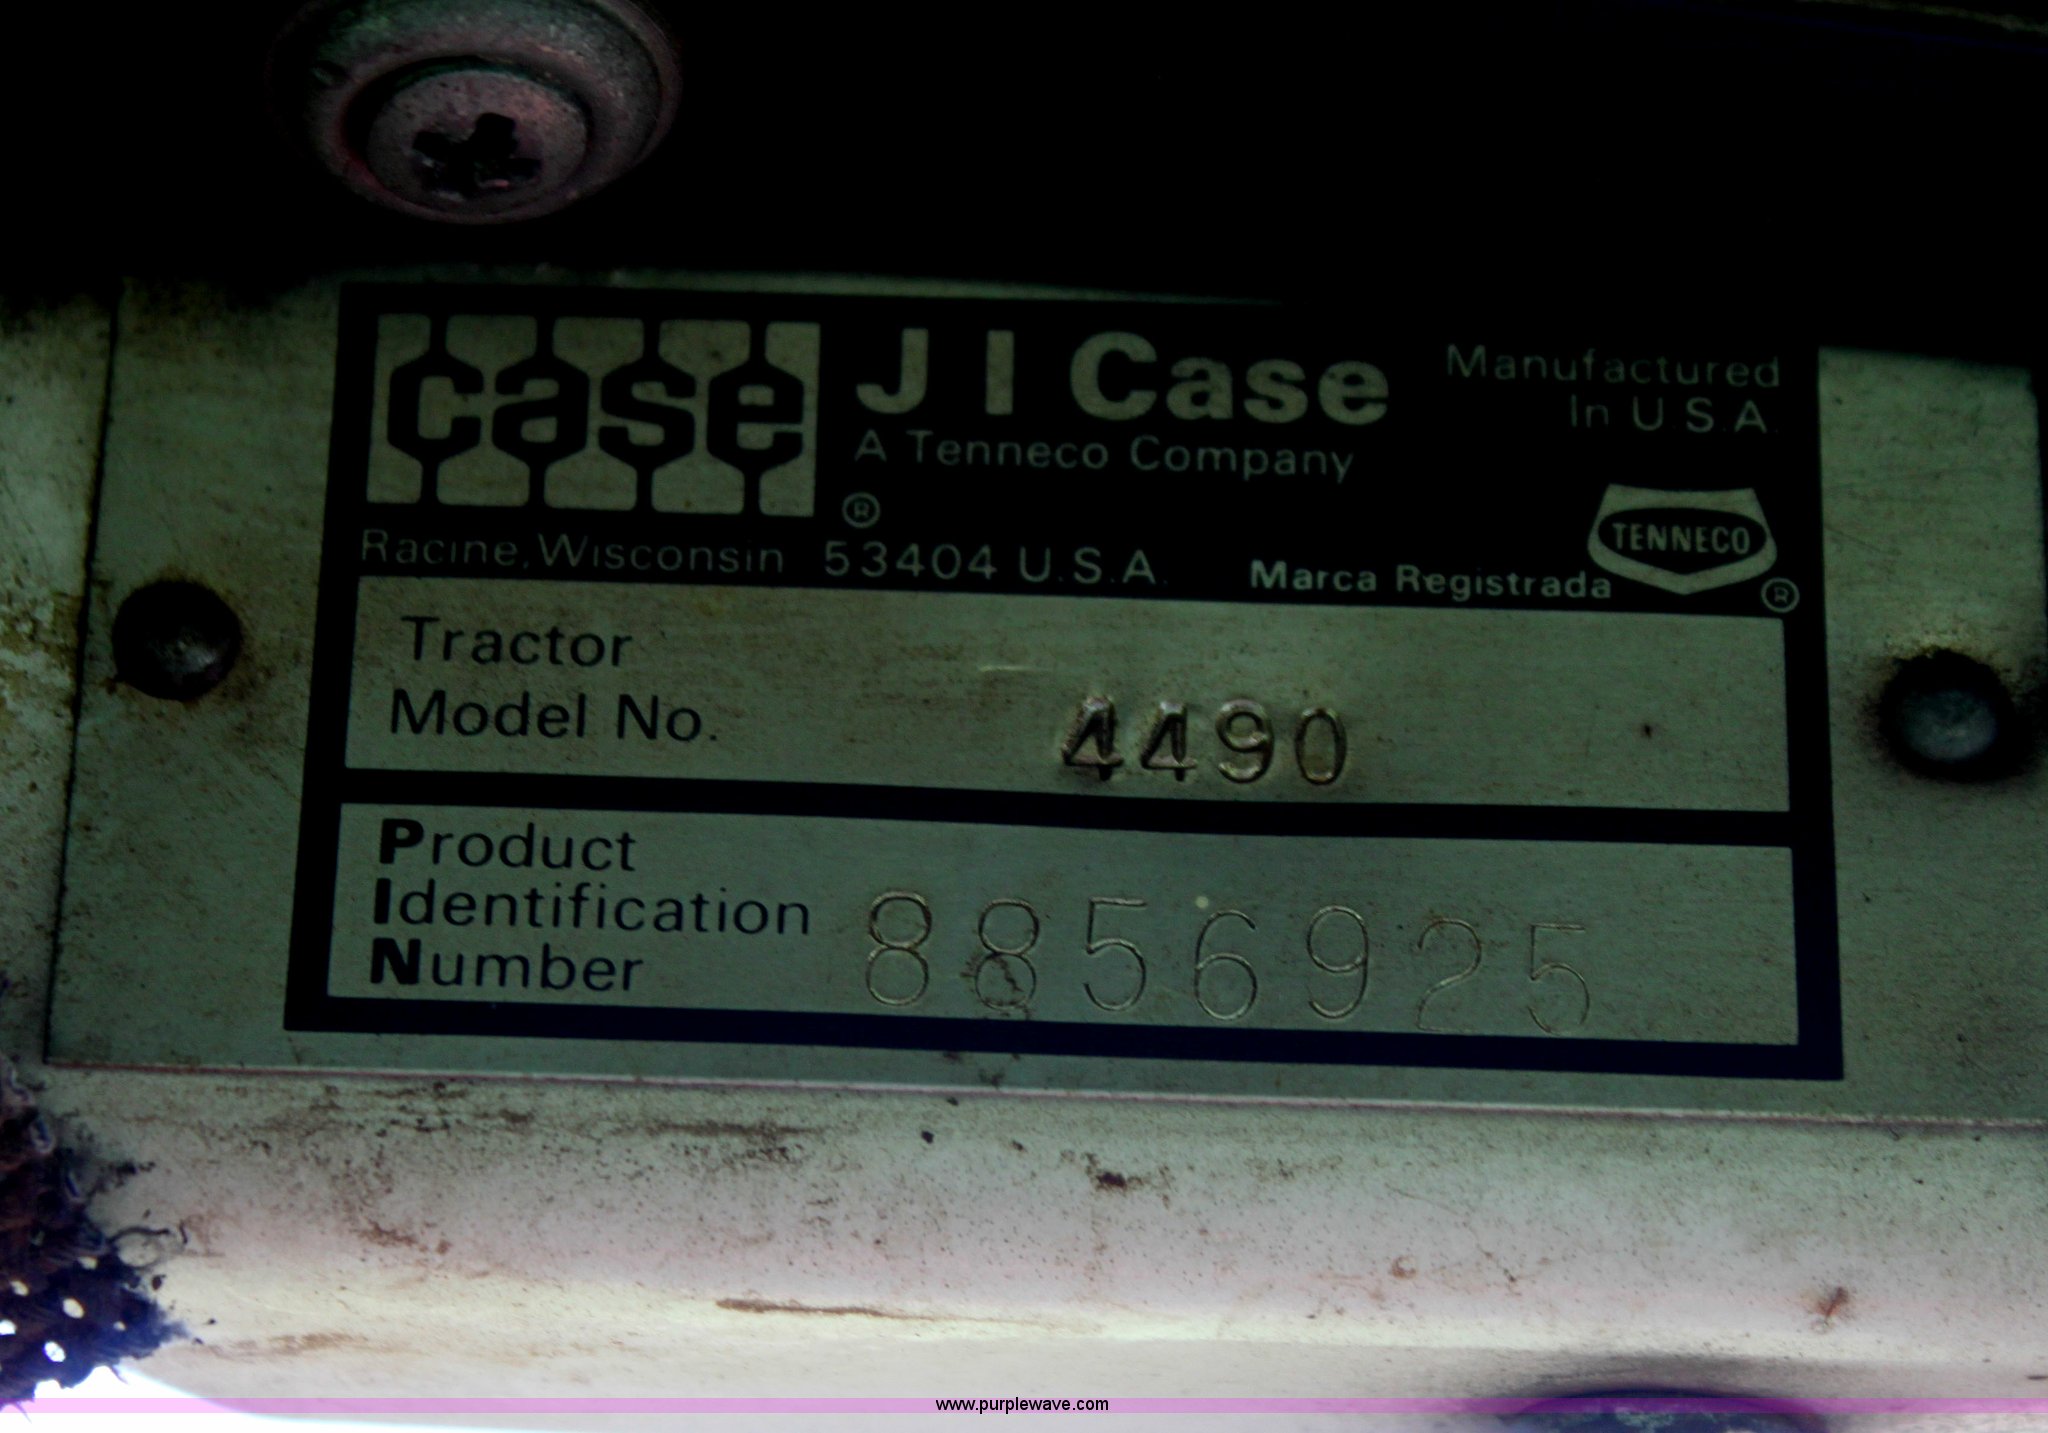 case J I Case Manufactured
In U.S.A.
A Tenneco Company
®
TENNECO
Racine, Wisconsin 53404 U.S.A. Marca Registrada ®
Tractor
Model No. 4490
Product
Identification 8856925
Number
www.purplewave.com